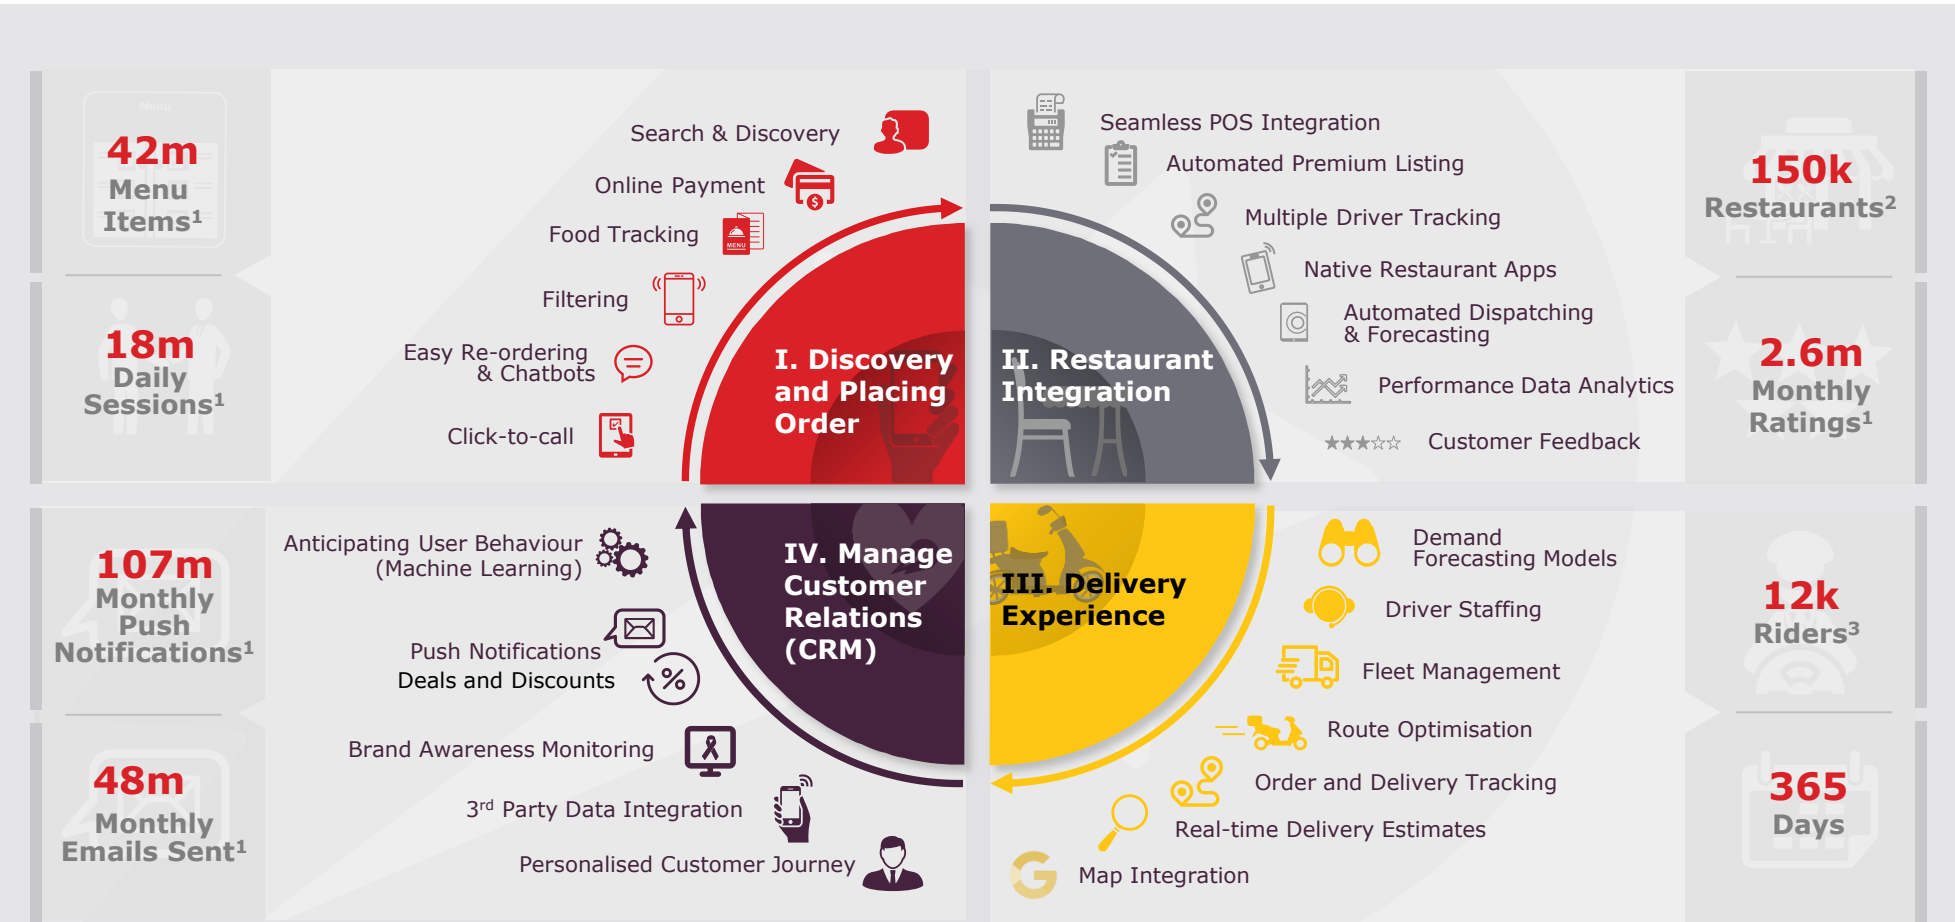 Menu
42m
Menu
Items¹
18m
Daily
Sessions¹
Search & Discovery
Online Payment
Food Tracking
MENU
Filtering
Easy Re-ordering
& Chatbots
Click-to-call
I. Discovery
and Placing
Order
II. Restaurant
Integration
Seamless POS Integration
Automated Premium Listing
Multiple Driver Tracking
Native Restaurant Apps
Automated Dispatching
& Forecasting
Performance Data Analytics
Customer Feedback
150k
Restaurants²
2.6m
Monthly
Ratings¹
107m
Monthly
Push
Notifications¹
48m
Monthly
Emails Sent¹
Anticipating User Behaviour
(Machine Learning)
Push Notifications
Deals and Discounts
%
Brand Awareness Monitoring
3rd Party Data Integration
Personalised Customer Journey
IV. Manage
Customer
Relations
(CRM)
III. Delivery
Experience
Demand
Forecasting Models
Driver Staffing
Fleet Management
Route Optimisation
Order and Delivery Tracking
Real-time Delivery Estimates
G
Map Integration
12k
Riders³
365
Days